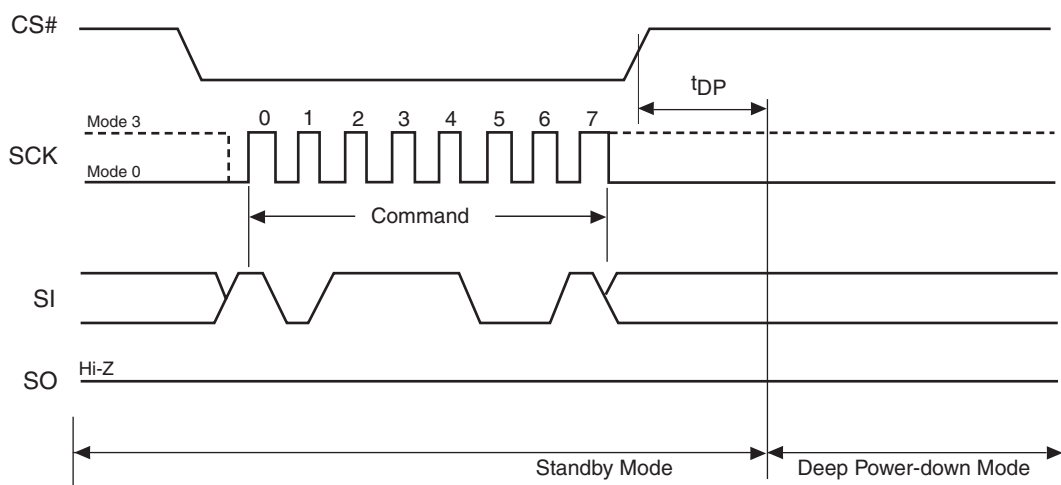 CS#
tDP
Mode 3
0 1 2 3 4 5 6 7
SCK
Mode 0
Command
SI
Hi-Z
SO
Standby Mode
Deep Power-down Mode